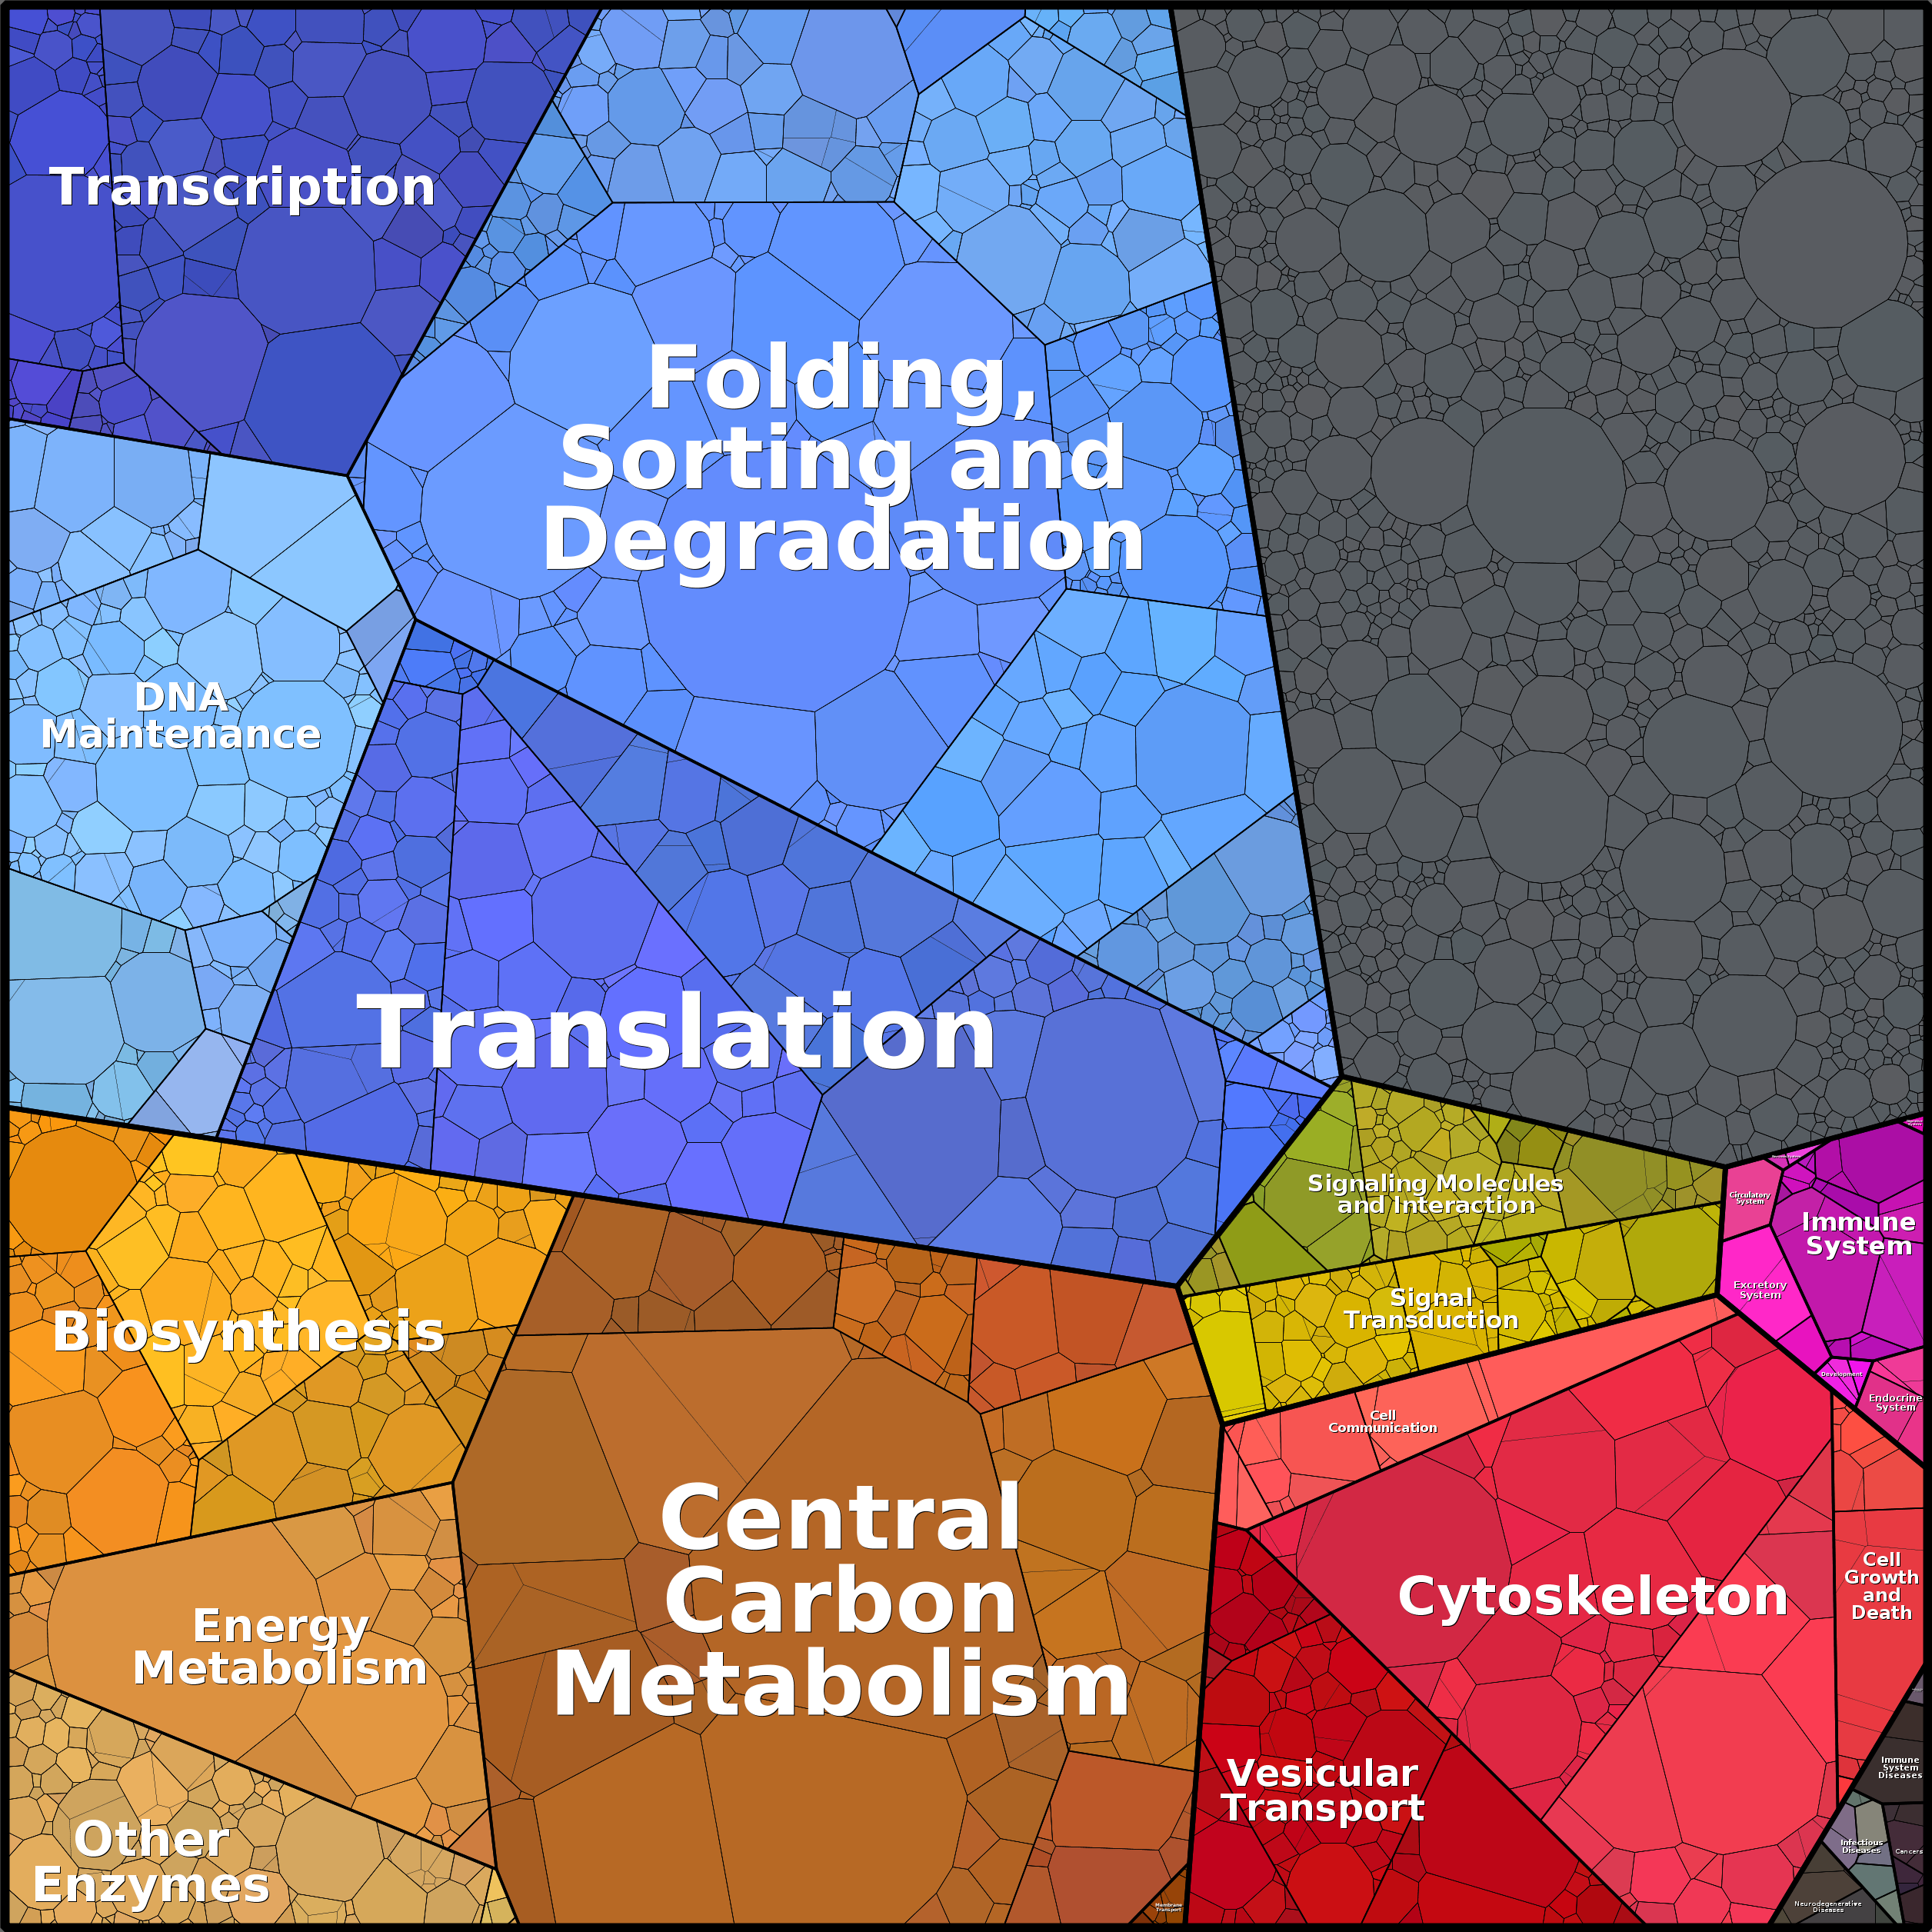 Transcription
Folding,
Sorting and
Degradation
DNA
Maintenance
Translation
Signaling Molecules
and Interaction
Circulatory
System
Immune
System
Excretory
System
Signal
Transduction
Biosynthesis
Development
Endocrine
System
Cell
Communication
Central
Carbon
Metabolism
Cytoskeleton
Cell
Growth
and
Death
Energy
Metabolism
Vesicular
Transport
Immune
System
Diseases
Other
Enzymes
Infectious
Diseases
Cancers
Membrane
Transport
Neurodegenerative
Diseases